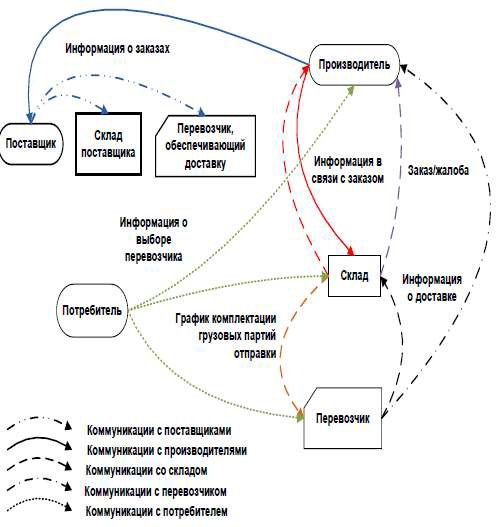 Информация о заказах
Производитель
Поставщик
Склад
поставщика
Перевозчик,
обеспечивающий
доставку
Информация в
связи с заказом
Заказ/жалоба
Информация о
выборе
перевозчика
Склад
Информация
о доставке
Потребитель
График комплектации
грузовых партий
отправки
Перевозчик
Коммуникации с поставщиками
Коммуникации с производителями
Коммуникации со складом
Коммуникации с перевозчиком
Коммуникации с потребителем